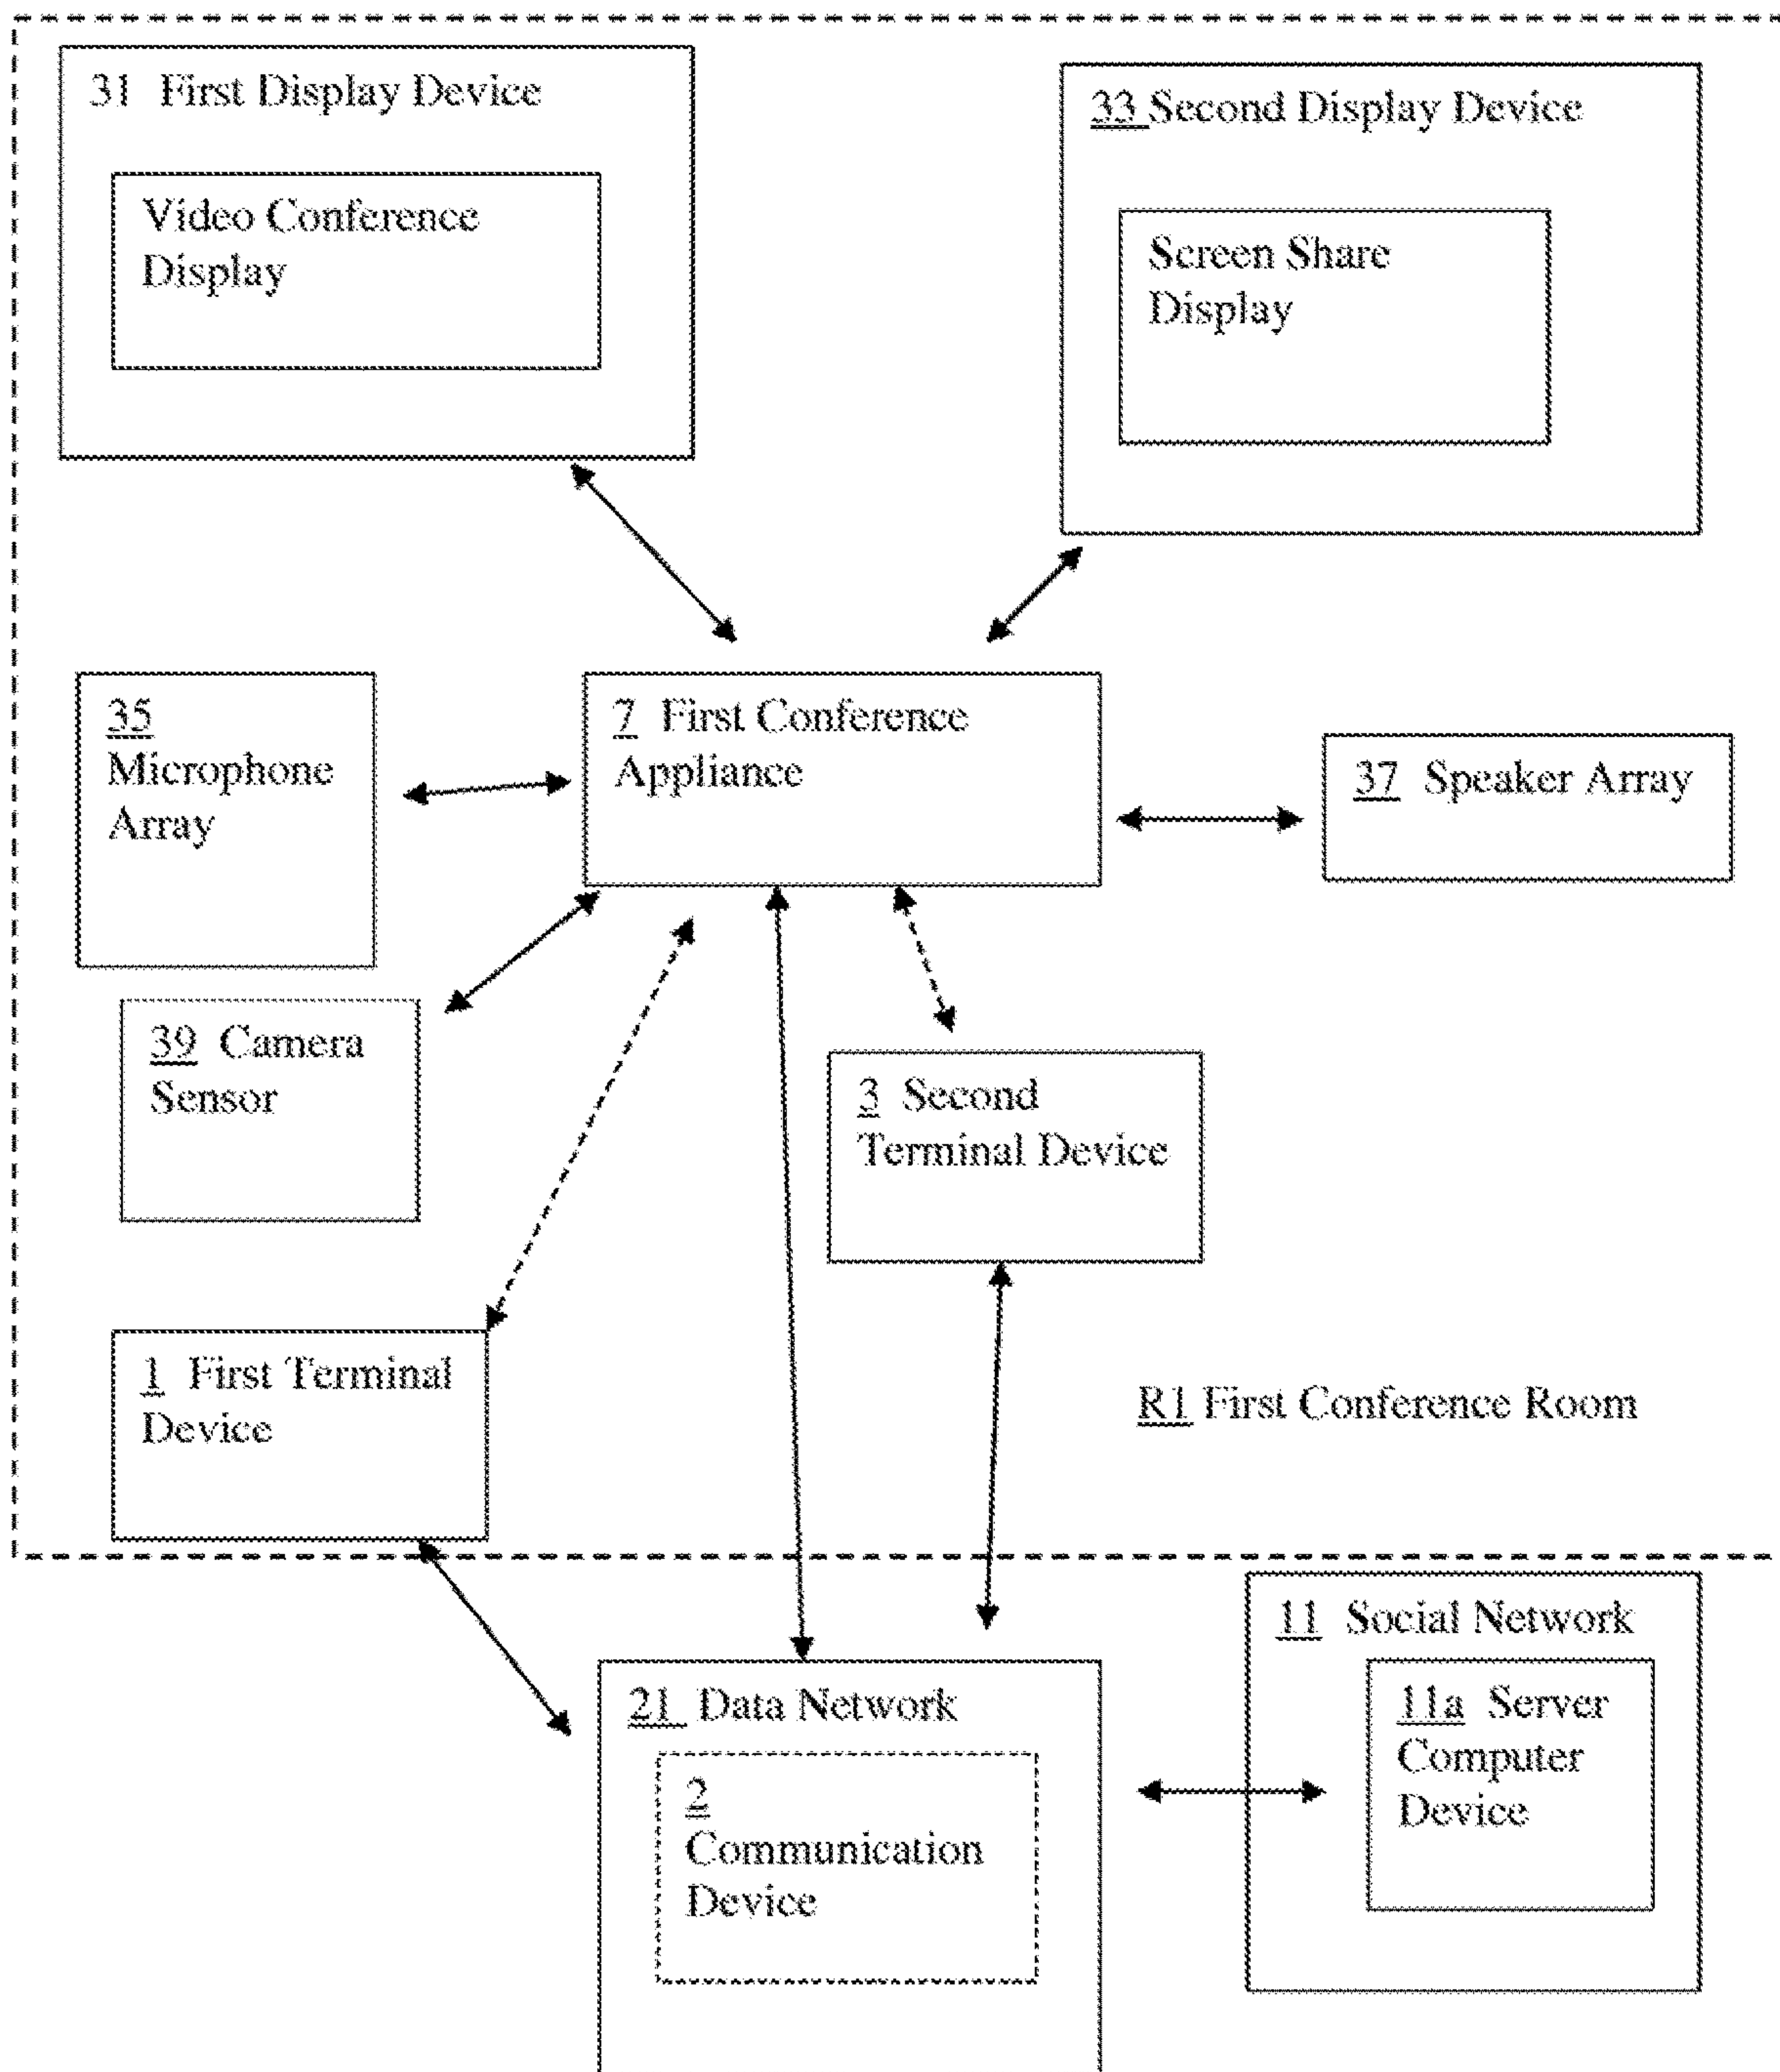 31 First Display Device
Video Conference
Display
33 Second Display Device
Screen Share
Display
35
Microphone
Array
7 First Conference
Appliance
37 Speaker Array
39 Camera
Sensor
3 Second
Terminal Device
1 First Terminal
Device
R1 First Conference Room
11 Social Network
11a Server
Computer
Device
21 Data Network
2
Communication
Device